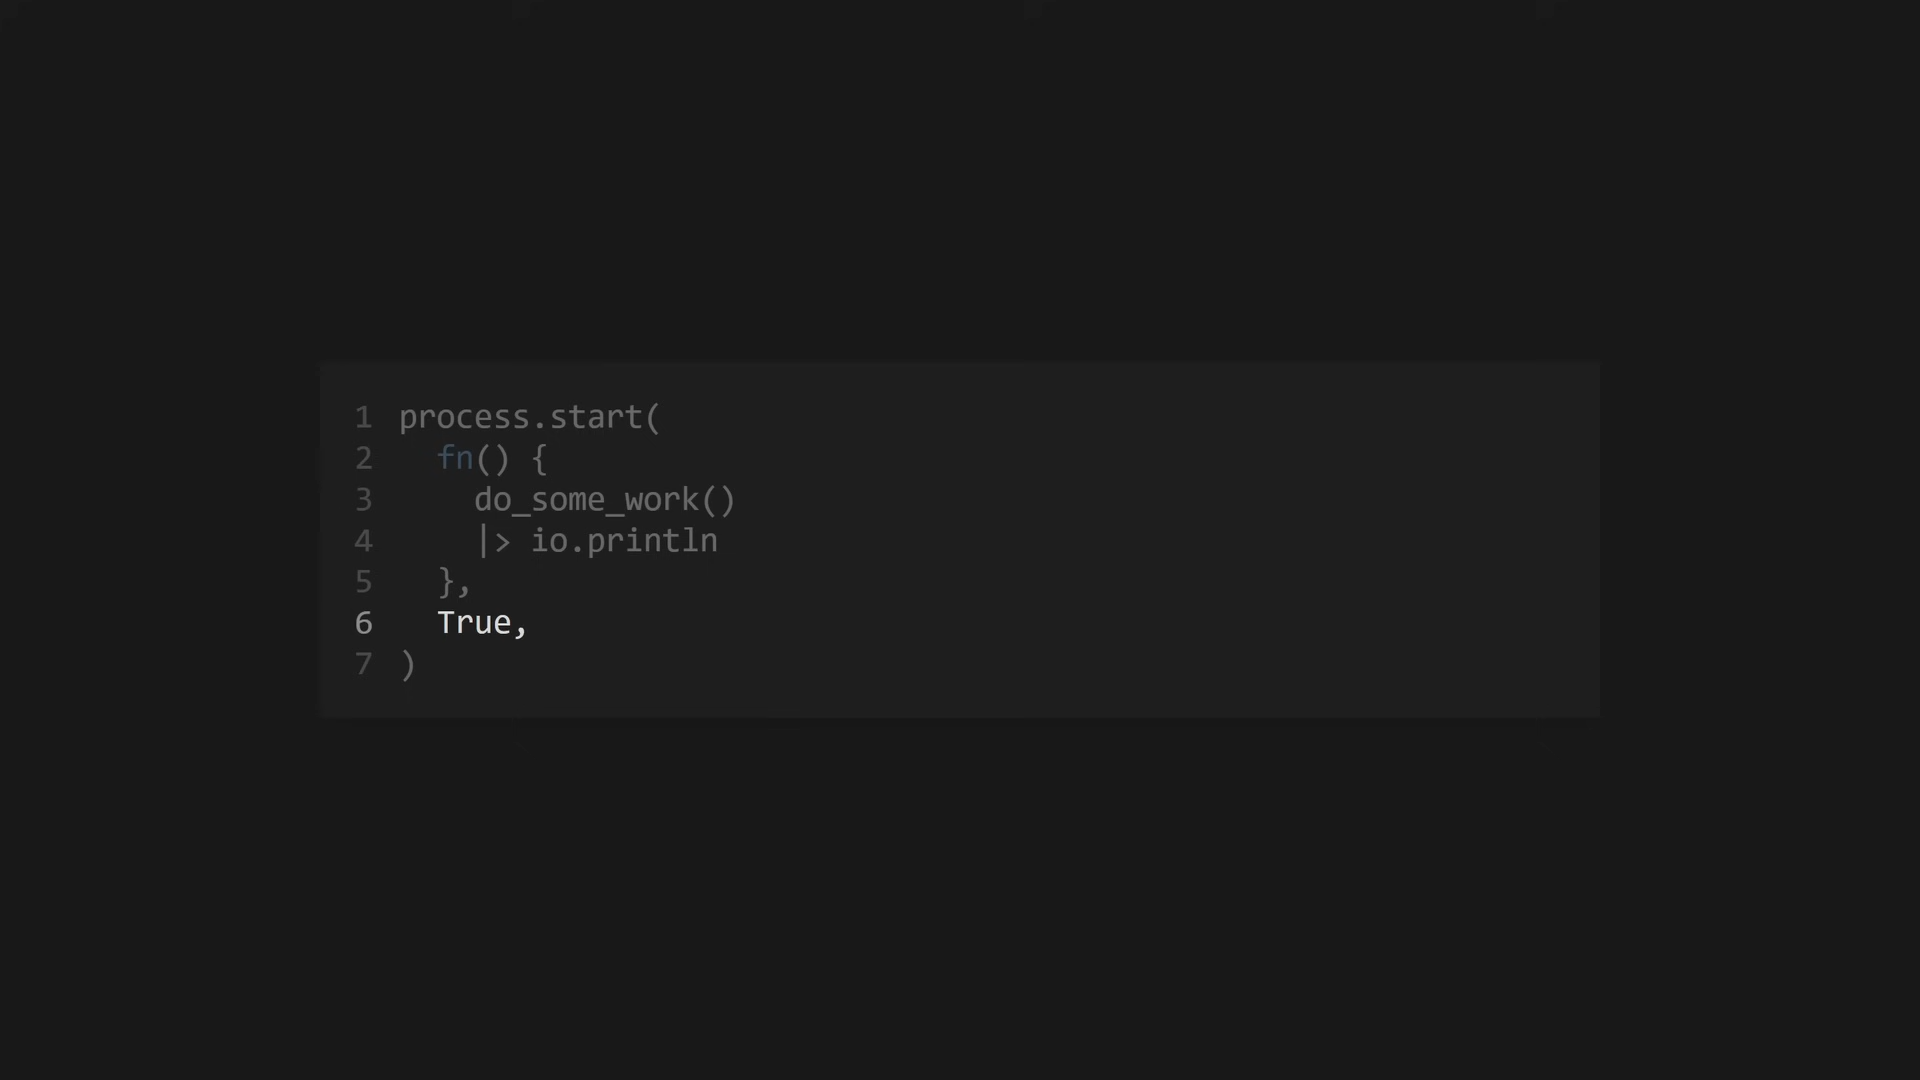 1 process.start(
2   fn() {
3     do_some_work()
4     |> io.println
5   },
6   True,
7 )